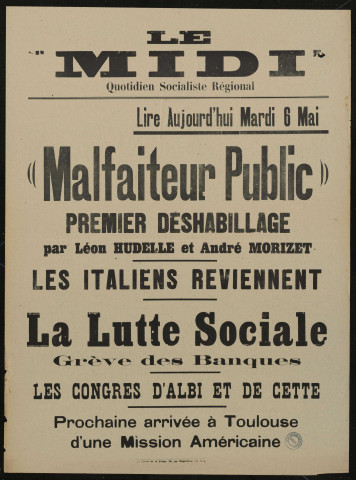 LE
"MIDI"
Quotidien Socialiste Régional
Lire Aujourd'hui Mardi 6 Mai
« Malfaiteur Public »
PREMIER DÉSHABILLAGE
par Léon HUDELLE et André MORIZET
LES ITALIENS REVIENNENT
La Lutte Sociale
Grève des Banques
LES CONGRES D'ALBI ET DE CETTE
Prochaine arrivée à Toulouse
d'une Mission Américaine